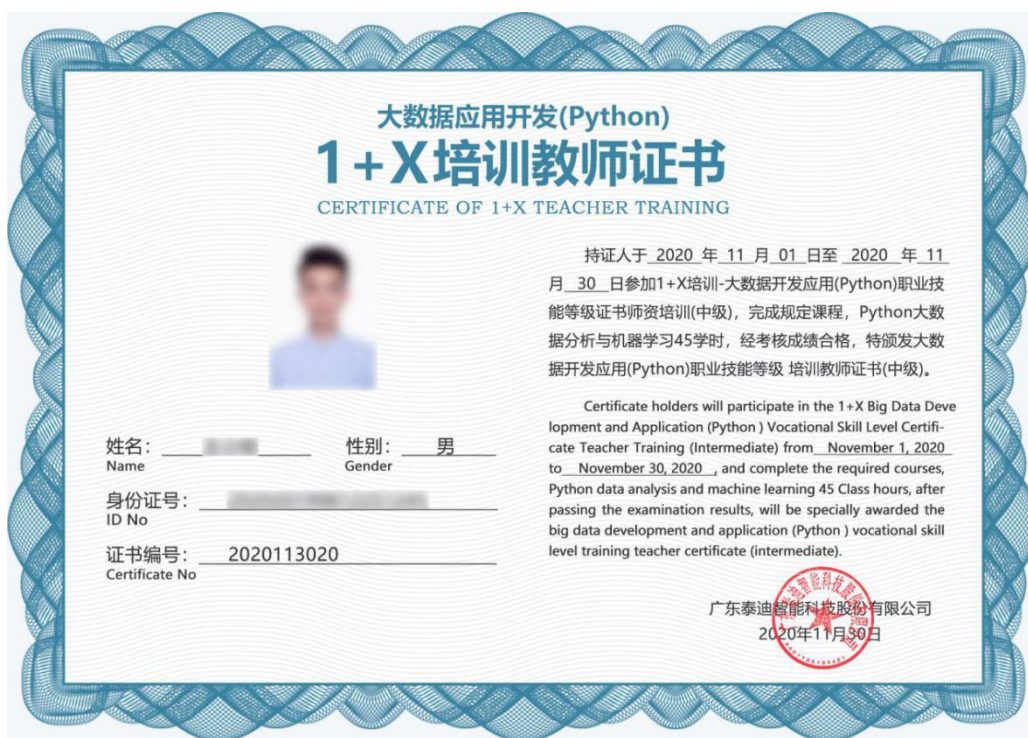 大数据应用开发(Python)
1+X培训教师证书
CERTIFICATE OF 1+X TEACHER TRAINING
持证人于 2020 年 11 月 01 日至 2020 年 11
月 30 日参加1+X培训-大数据开发应用(Python)职业技
能等级证书师资培训(中级)，完成规定课程，Python大数
据分析与机器学习45学时，经考核成绩合格，特颁发大数
据开发应用(Python)职业技能等级 培训教师证书(中级)。
Certificate holders will participate in the 1+X Big Data Deve
lopment and Application (Python ) Vocational Skill Level Certifi-
cate Teacher Training (Intermediate) from November 1, 2020
to November 30, 2020 , and complete the required courses,
Python data analysis and machine learning 45 Class hours, after
passing the examination results, will be specially awarded the
big data development and application (Python ) vocational skill
level training teacher certificate (intermediate).
姓名：
Name
性别： 男
Gender
身份证号：
ID No
证书编号： 2020113020
Certificate No
广东泰迪智能科技股份有限公司
2020年11月30日